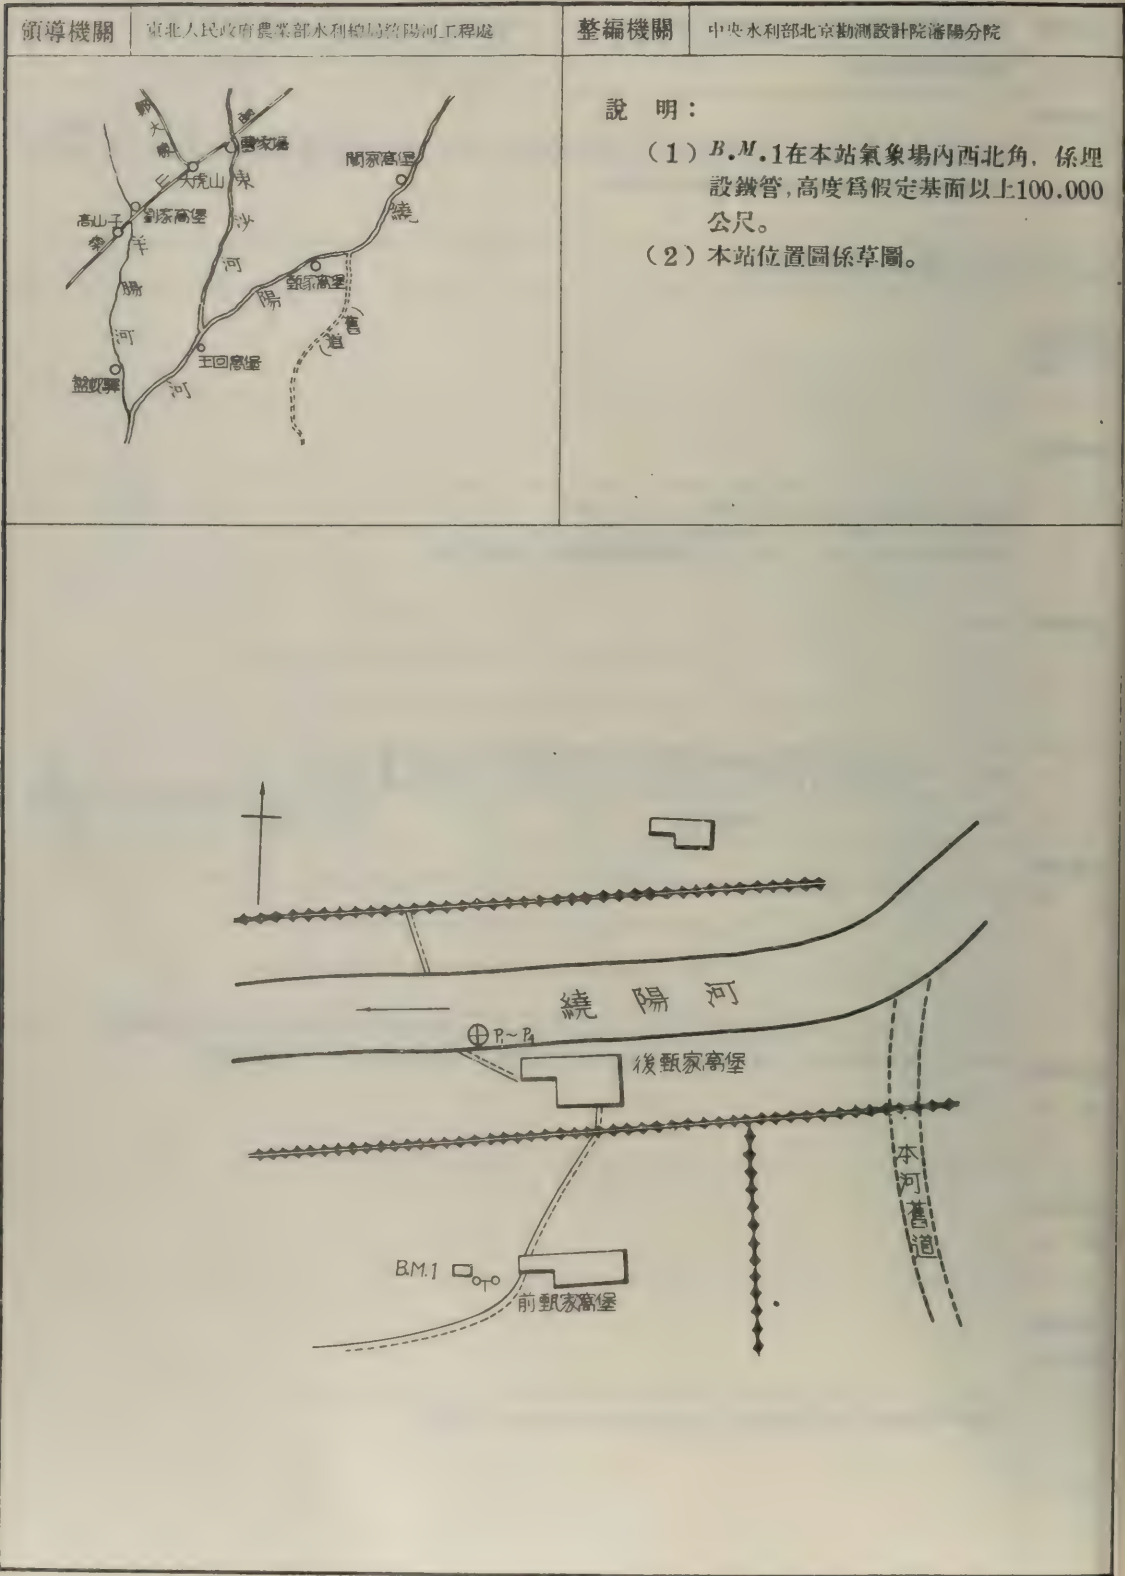 領導機關 東北人民政府農業部水利總局繞陽河工程處 整編機關 中央水利部北京勘測設計院瀋陽分院
說 明：
（1）B.M.1在本站氣象場內西北角，係埋
設鐵管，高度爲假定基面以上100.000
公尺。
（2）本站位置圖係草圖。
鄭大線
大虎山
東沙河
閻家窩堡
繞陽河
高山子
劉家窩堡
羊腸河
甄家窩堡
（舊道）
王回窩堡
盤蛇驛
繞陽河
P₁～P₄
後甄家窩堡
本河舊道
B.M.1
前甄家窩堡